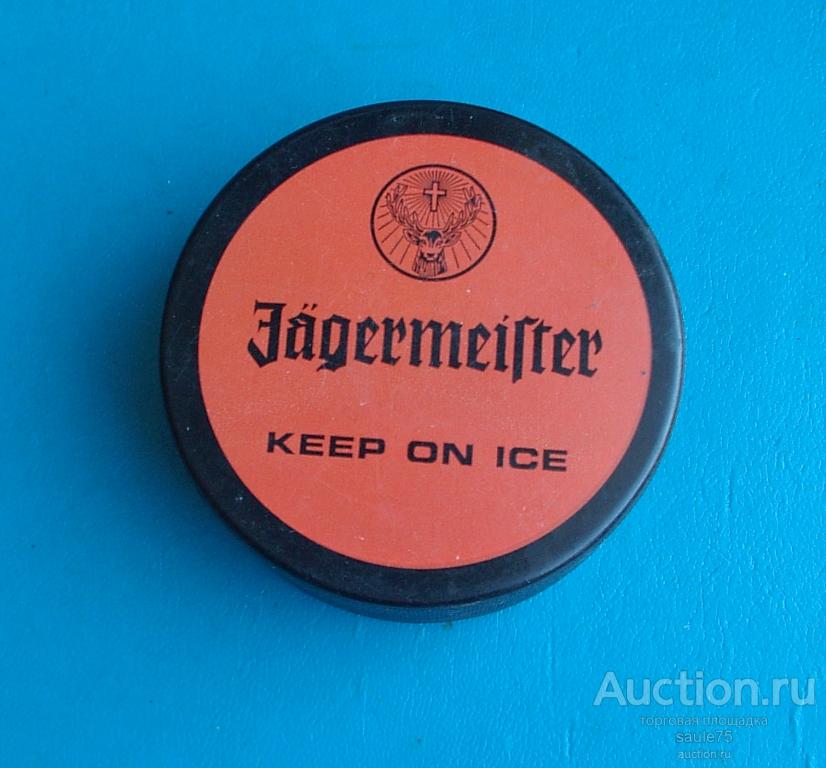 Jägermeiſter
KEEP ON ICE
Auction.ru
торговая площадка
saule75
auction.ru